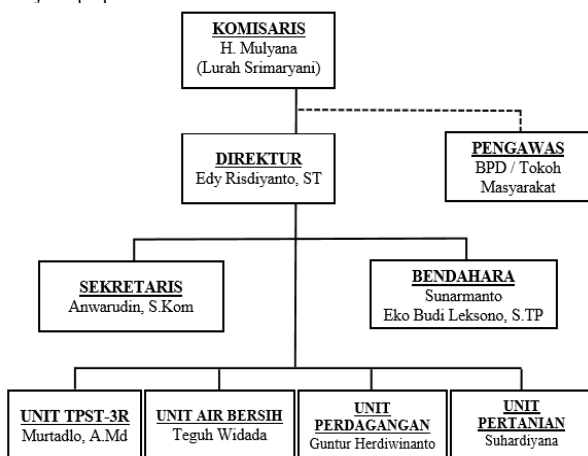 KOMISARIS
H. Mulyana
(Lurah Srimaryani)
DIREKTUR
Edy Risdiyanto, ST
PENGAWAS
BPD / Tokoh
Masyarakat
SEKRETARIS
Anwarudin, S.Kom
BENDAHARA
Sunarmanto
Eko Budi Leksono, S.TP
UNIT TPST-3R
Murtadlo, A.Md
UNIT AIR BERSIH
Teguh Widada
UNIT
PERDAGANGAN
Guntur Herdiwinanto
UNIT
PERTANIAN
Suhardiyana